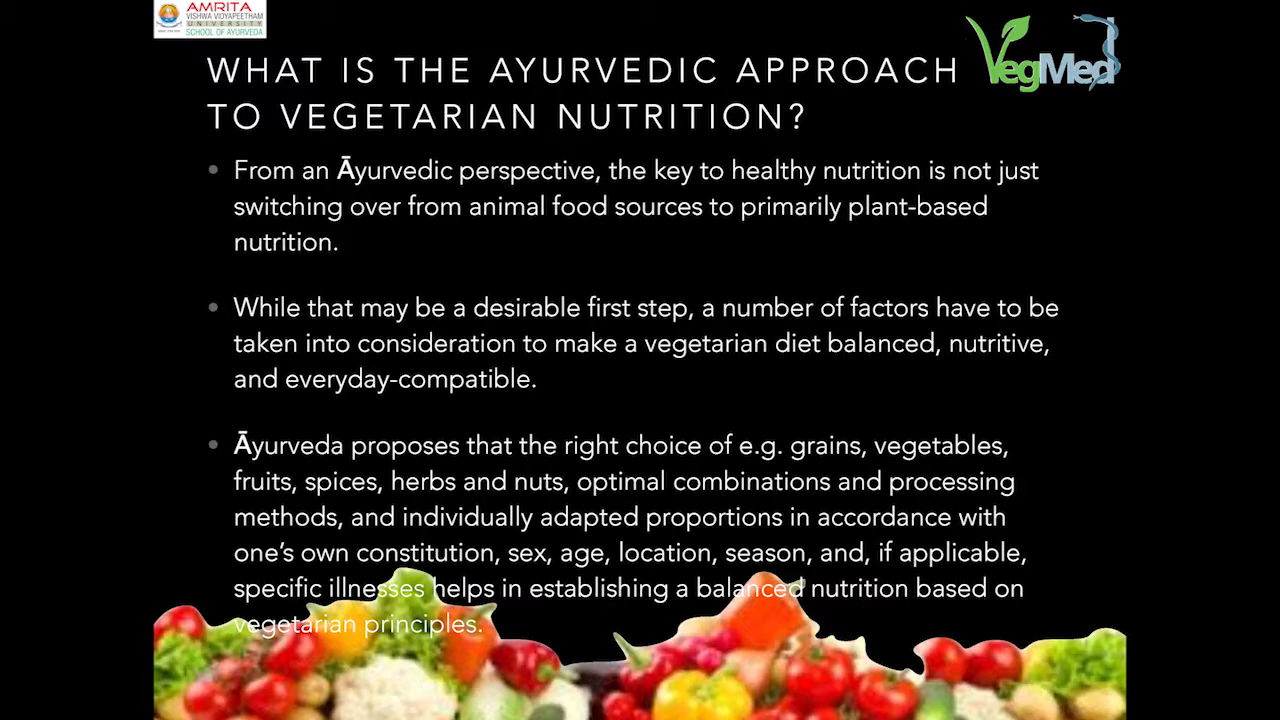 AMRITA
VISHWA VIDYAPEETHAM
UNIVERSITY
SCHOOL OF AYURVEDA
VegMed
WHAT IS THE AYURVEDIC APPROACH
TO VEGETARIAN NUTRITION?
• From an Āyurvedic perspective, the key to healthy nutrition is not just
switching over from animal food sources to primarily plant-based
nutrition.
• While that may be a desirable first step, a number of factors have to be
taken into consideration to make a vegetarian diet balanced, nutritive,
and everyday-compatible.
• Āyurveda proposes that the right choice of e.g. grains, vegetables,
fruits, spices, herbs and nuts, optimal combinations and processing
methods, and individually adapted proportions in accordance with
one’s own constitution, sex, age, location, season, and, if applicable,
specific illnesses helps in establishing a balanced nutrition based on
vegetarian principles.